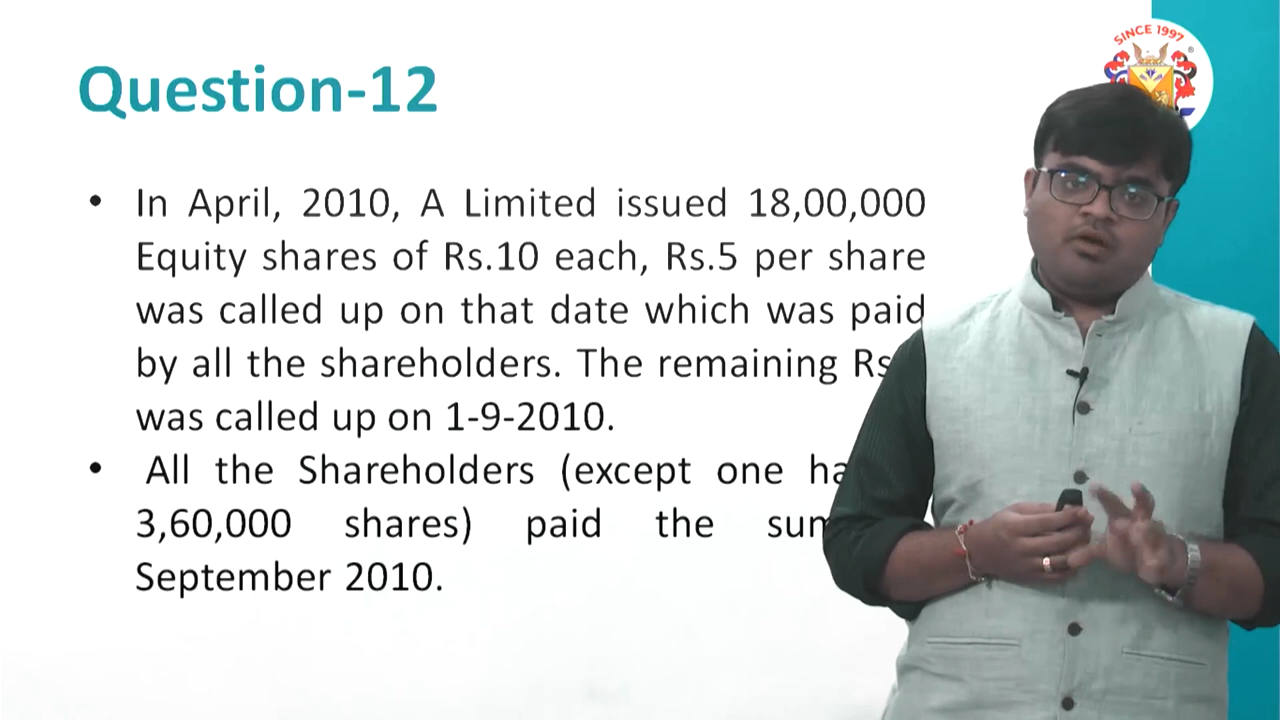 SINCE 1997
Question-12
• In April, 2010, A Limited issued 18,00,000
Equity shares of Rs.10 each, Rs.5 per share
was called up on that date which was paid
by all the shareholders. The remaining Rs
was called up on 1-9-2010.
• All the Shareholders (except one
3,60,000 shares) paid the
September 2010.